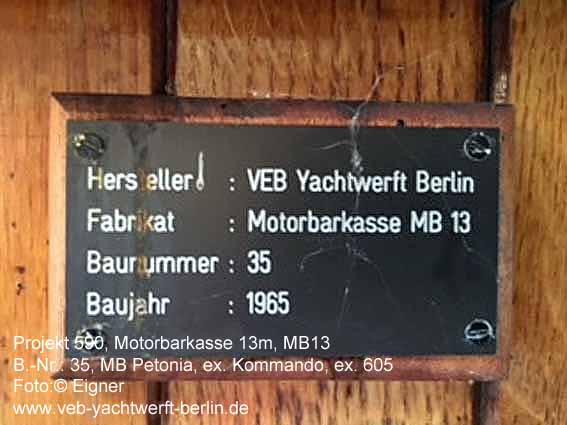 Hersteller : VEB Yachtwerft Berlin
Fabrikat : Motorbarkasse MB 13
Baunummer : 35
Baujahr : 1965
Projekt 590, Motorbarkasse 13m, MB13
B.-Nr.: 35, MB Petonia, ex. Kommando, ex. 605
Foto:© Eigner
www.veb-yachtwerft-berlin.de